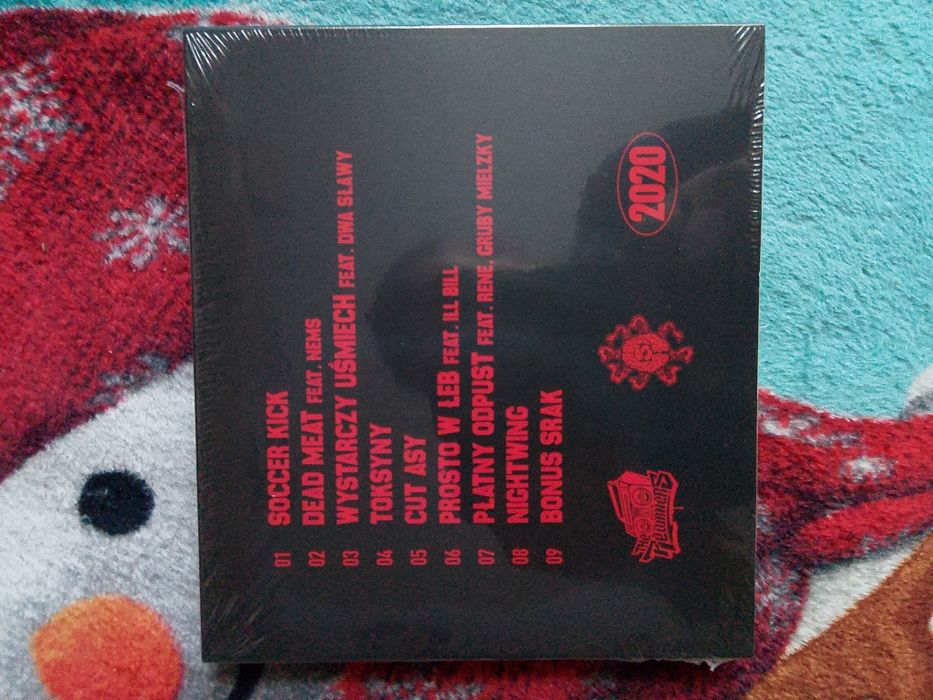 01 SOCCER KICK
02 DEAD MEAT FEAT. NEMS
03 WYSTARCZY UŚMIECH FEAT. DWA SŁAWY
04 TOKSYNY
05 CUT ASY
06 PROSTO W ŁEB FEAT. ILL BILL
07 PŁATNY ODPUST FEAT. RENE, GRUBY MIELZKY
08 NIGHTWING
09 BONUS SRAK
2020